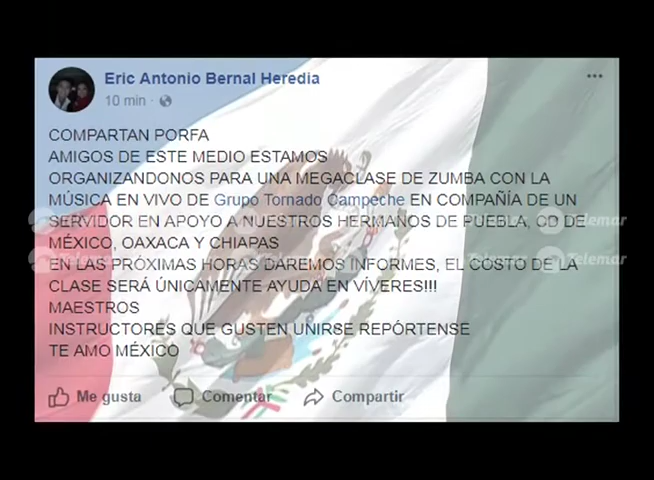 Eric Antonio Bernal Heredia
10 min ·
COMPARTAN PORFA
AMIGOS DE ESTE MEDIO ESTAMOS
ORGANIZANDONOS PARA UNA MEGACLASE DE ZUMBA CON LA
MÚSICA EN VIVO DE Grupo Tornado Campeche EN COMPAÑÍA DE UN
SERVIDOR EN APOYO A NUESTROS HERMANOS DE PUEBLA, CD DE
MÉXICO, OAXACA Y CHIAPAS
EN LAS PRÓXIMAS HORAS DAREMOS INFORMES, EL COSTO DE LA
CLASE SERÁ ÚNICAMENTE AYUDA EN VÍVERES!!!
MAESTROS
INSTRUCTORES QUE GUSTEN UNIRSE REPÓRTENSE
TE AMO MÉXICO
Me gusta Comentar Compartir
Telemar
Telemar